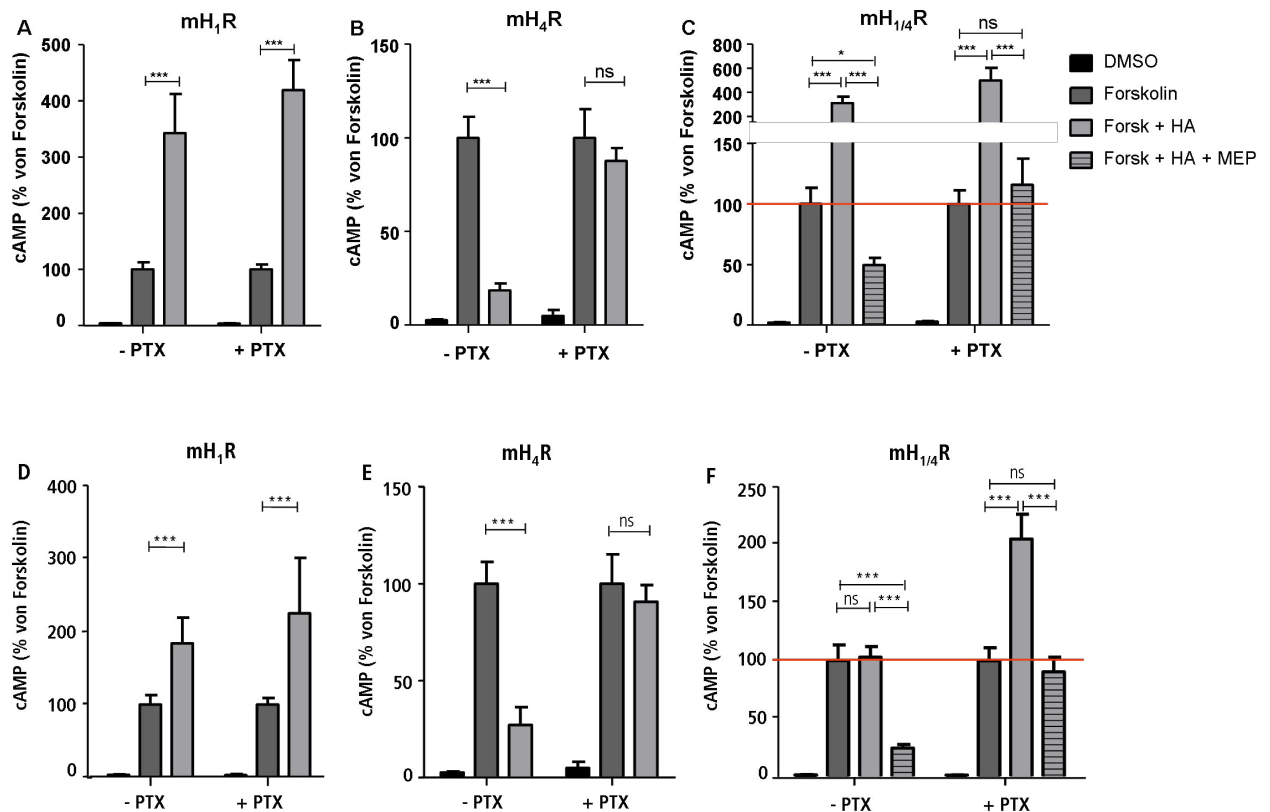 A
mH1R
cAMP (% von Forskolin)
500
400
300
200
100
0
***
***
- PTX
+ PTX
B
mH4R
cAMP (% von Forskolin)
150
100
50
0
***
ns
- PTX
+ PTX
C
mH1/4R
cAMP (% von Forskolin)
800
600
400
200
150
100
50
0
*
***
***
ns
***
***
- PTX
+ PTX
DMSO
Forskolin
Forsk + HA
Forsk + HA + MEP
D
mH1R
cAMP (% von Forskolin)
400
300
200
100
0
***
***
- PTX
+ PTX
E
mH4R
cAMP (% von Forskolin)
150
100
50
0
***
ns
- PTX
+ PTX
F
mH1/4R
cAMP (% von Forskolin)
250
200
150
100
50
0
***
ns
***
ns
***
***
- PTX
+ PTX